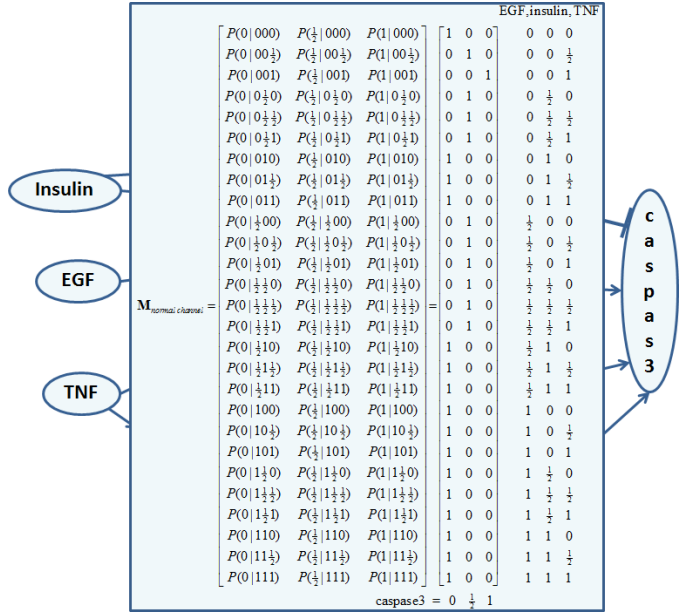 EGF,insulin,TNF
P(0|000) P(½|000) P(1|000) 1 0 0 0 0 0
P(0|00½) P(½|00½) P(1|00½) 0 1 0 0 0 ½
P(0|001) P(½|001) P(1|001) 0 0 1 0 0 1
P(0|0½0) P(½|0½0) P(1|0½0) 0 1 0 0 ½ 0
P(0|0½½) P(½|0½½) P(1|0½½) 0 1 0 0 ½ ½
P(0|0½1) P(½|0½1) P(1|0½1) 0 1 0 0 ½ 1
P(0|010) P(½|010) P(1|010) 1 0 0 0 1 0
P(0|01½) P(½|01½) P(1|01½) 1 0 0 0 1 ½
Insulin
P(0|011) P(½|011) P(1|011) 1 0 0 0 1 1
P(0|½00) P(½|½00) P(1|½00) 0 1 0 ½ 0 0
P(0|½0½) P(½|½0½) P(1|½0½) 0 1 0 ½ 0 ½
P(0|½01) P(½|½01) P(1|½01) 0 1 0 ½ 0 1
EGF
P(0|½½0) P(½|½½0) P(1|½½0) 0 1 0 ½ ½ 0
M normal channel = P(0|½½½) P(½|½½½) P(1|½½½) = 0 1 0 ½ ½ ½
P(0|½½1) P(½|½½1) P(1|½½1) 0 1 0 ½ ½ 1
P(0|½10) P(½|½10) P(1|½10) 1 0 0 ½ 1 0
P(0|½1½) P(½|½1½) P(1|½1½) 1 0 0 ½ 1 ½
TNF
P(0|½11) P(½|½11) P(1|½11) 1 0 0 ½ 1 1
P(0|100) P(½|100) P(1|100) 1 0 0 1 0 0
P(0|10½) P(½|10½) P(1|10½) 1 0 0 1 0 ½
P(0|101) P(½|101) P(1|101) 1 0 0 1 0 1
P(0|1½0) P(½|1½0) P(1|1½0) 1 0 0 1 ½ 0
P(0|1½½) P(½|1½½) P(1|1½½) 1 0 0 1 ½ ½
P(0|1½1) P(½|1½1) P(1|1½1) 1 0 0 1 ½ 1
P(0|110) P(½|110) P(1|110) 1 0 0 1 1 0
P(0|11½) P(½|11½) P(1|11½) 1 0 0 1 1 ½
P(0|111) P(½|111) P(1|111) 1 0 0 1 1 1
caspase3 = 0 ½ 1
c
a
s
p
a
s
3